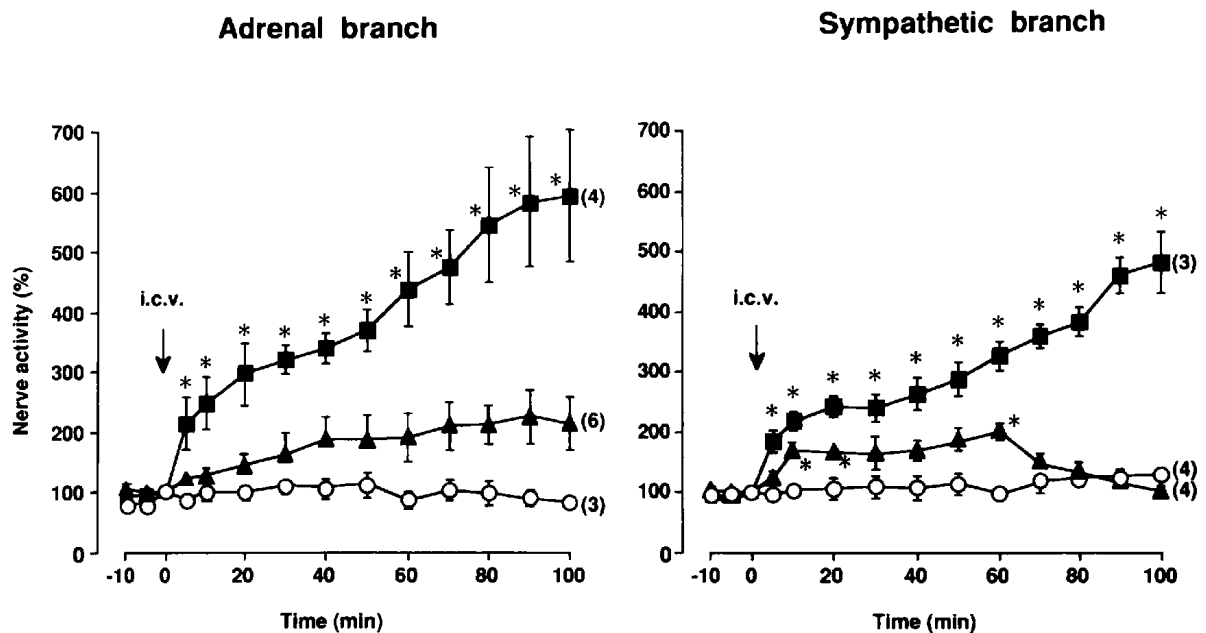 Adrenal branch
Sympathetic branch
Nerve activity (%)
700
600
500
400
300
200
100
0
i.c.v.
* * * * * * * * * * *
(4)
(6)
(3)
-10 0 20 40 60 80 100
Time (min)
700
600
500
400
300
200
100
0
i.c.v.
* * * * * * * * * * *
* * *
(3)
(4)
(4)
-10 0 20 40 60 80 100
Time (min)